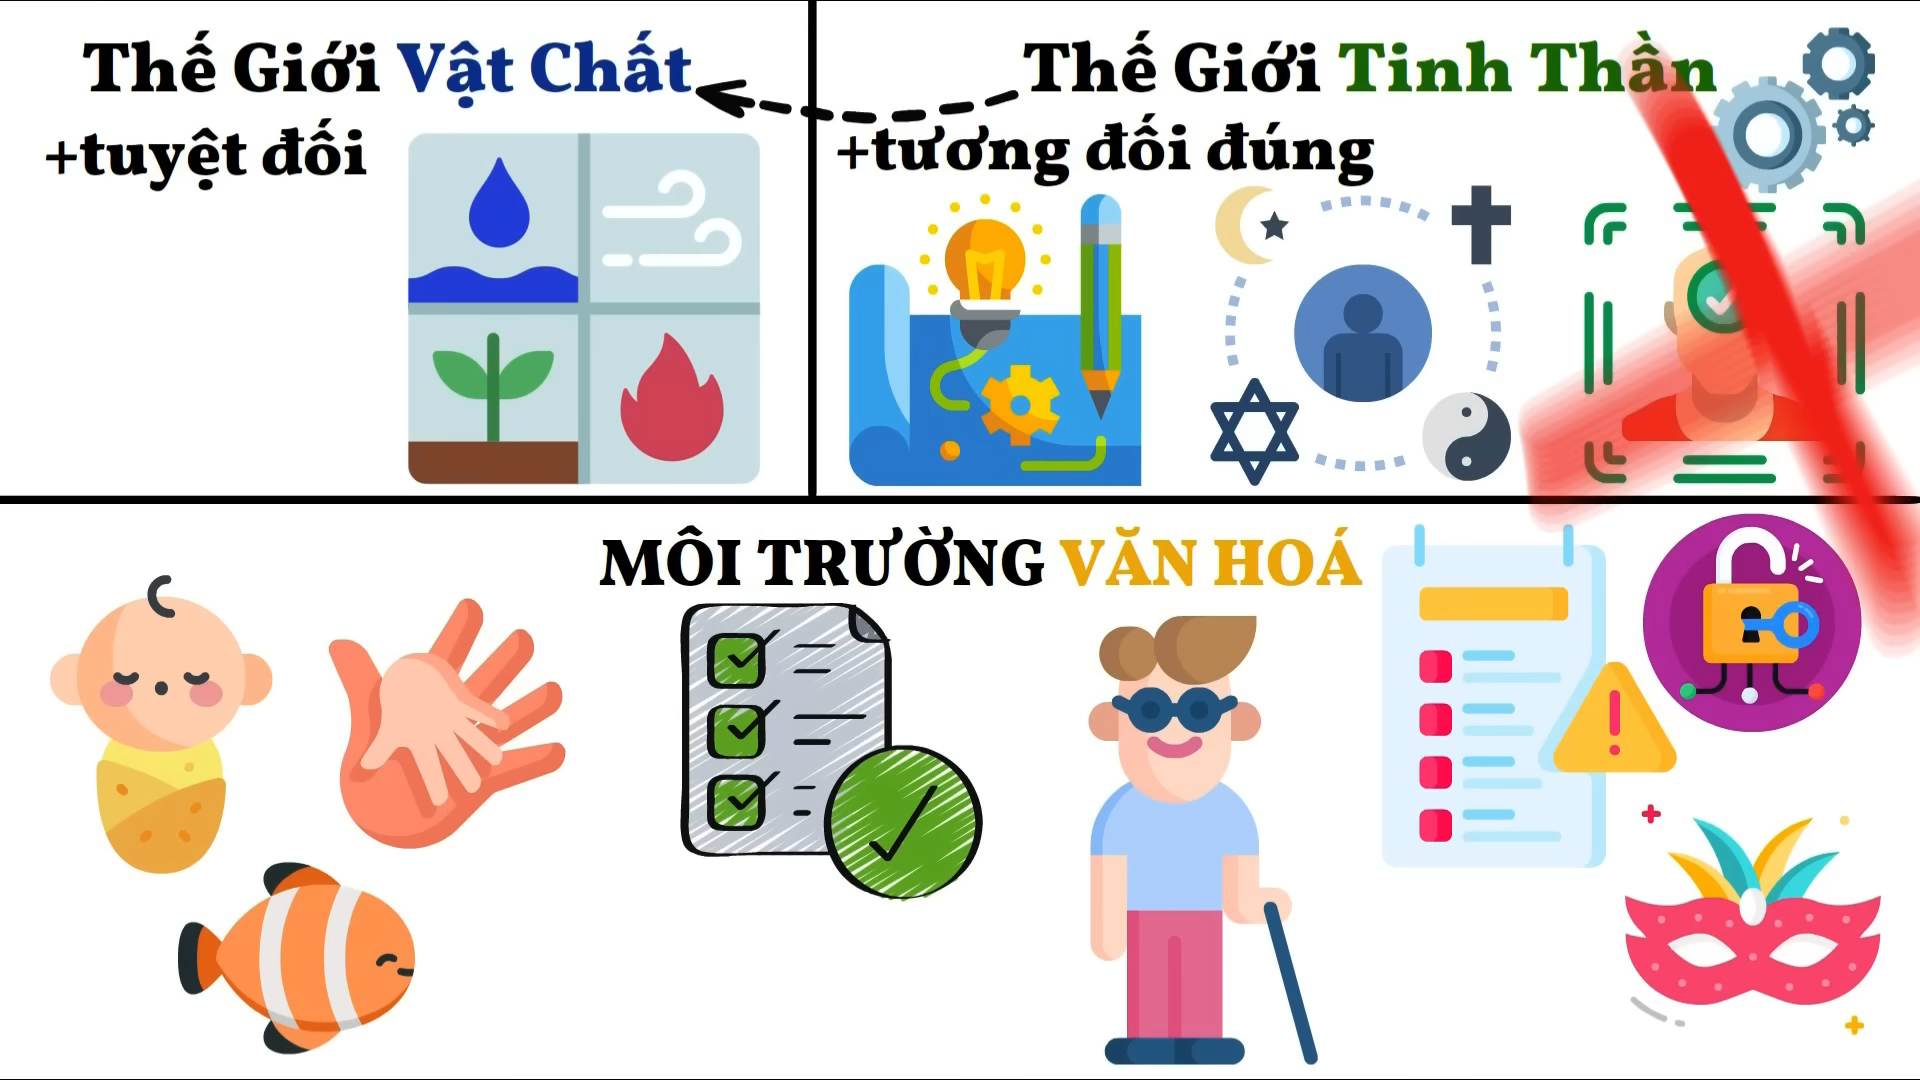 Thế Giới Vật Chất
+tuyệt đối
Thế Giới Tinh Thần
+tương đối đúng
MÔI TRƯỜNG VĂN HOÁ